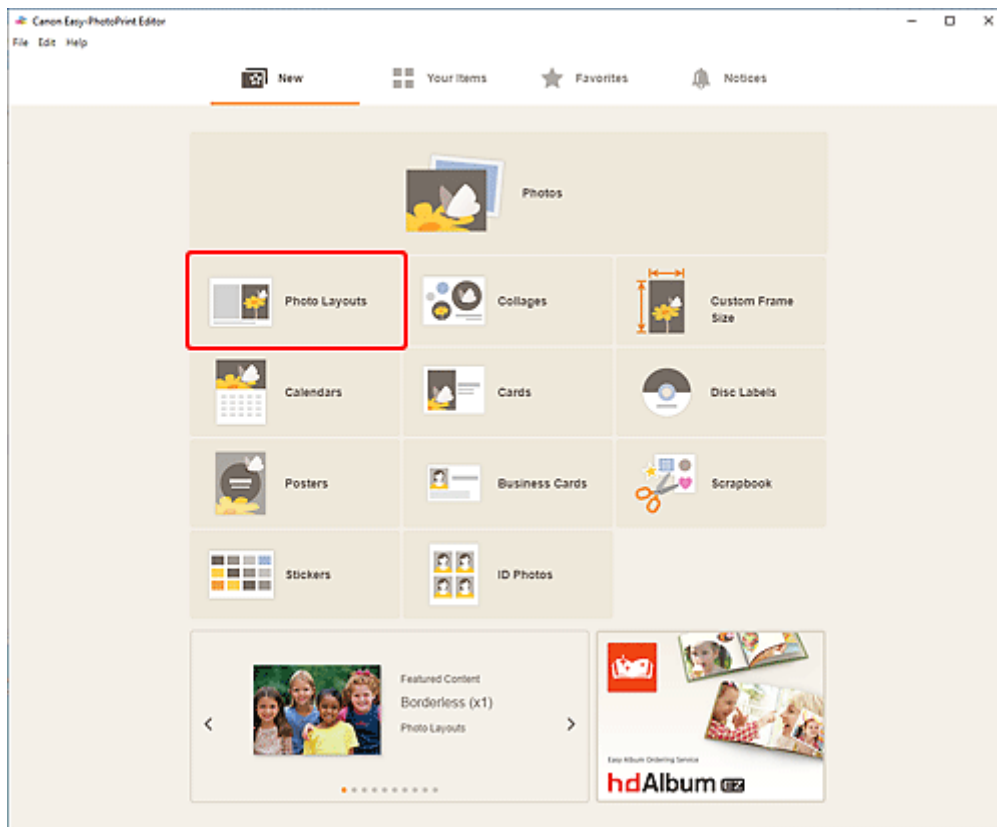 Canon Easy-PhotoPrint Editor
File Edit Help
New Your Items Favorites Notices
Photos
Photo Layouts Collages Custom Frame
Size
Calendars Cards Disc Labels
Posters Business Cards Scrapbook
Stickers ID Photos
Featured Content
Borderless (x1)
Photo Layouts
Easy Album Ordering Service
hdAlbum EZ